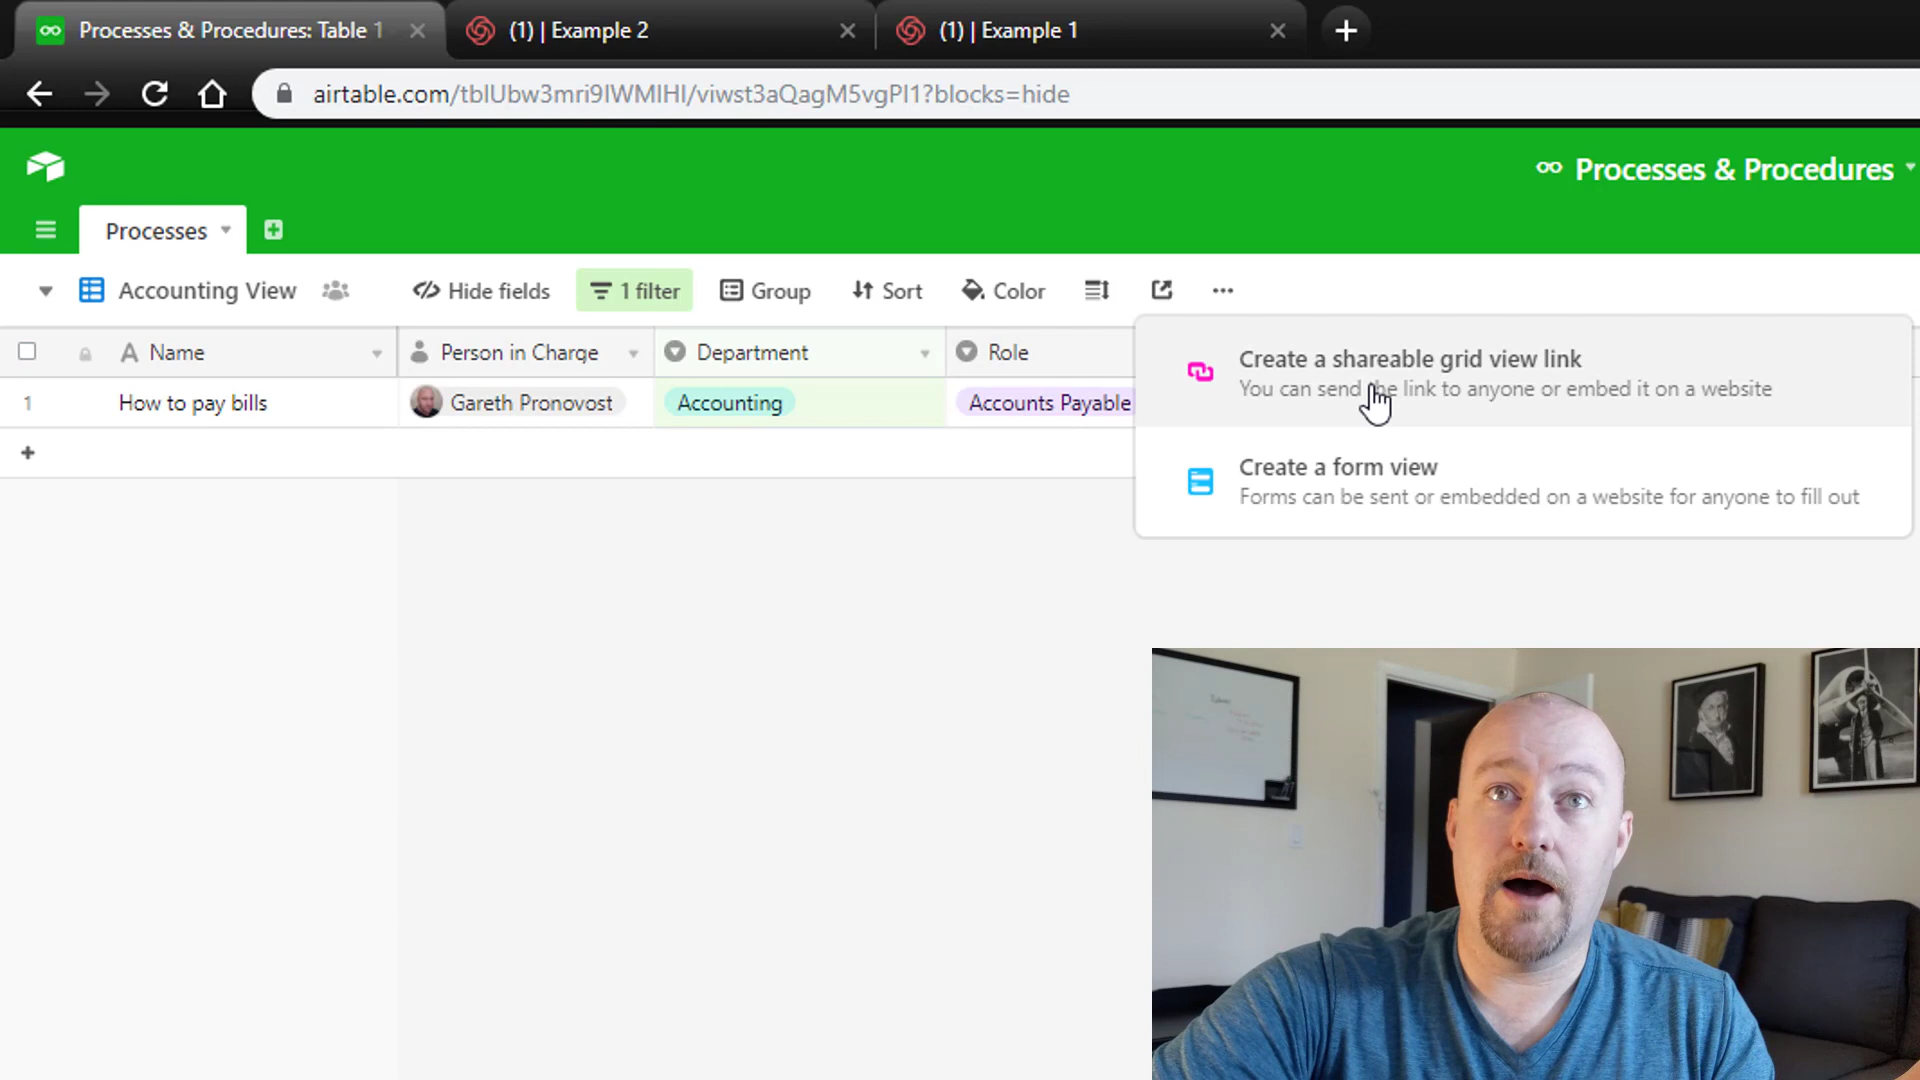 Processes & Procedures: Table 1
(1) | Example 2
(1) | Example 1
airtable.com/tblUbw3mri9IWMIHI/viwst3aQagM5vgPI1?blocks=hide
Processes & Procedures
Processes
Accounting View
Hide fields
1 filter
Group
Sort
Color
Name
Person in Charge
Department
Role
1
How to pay bills
Gareth Pronovost
Accounting
Accounts Payable
Create a shareable grid view link
You can send the link to anyone or embed it on a website
Create a form view
Forms can be sent or embedded on a website for anyone to fill out